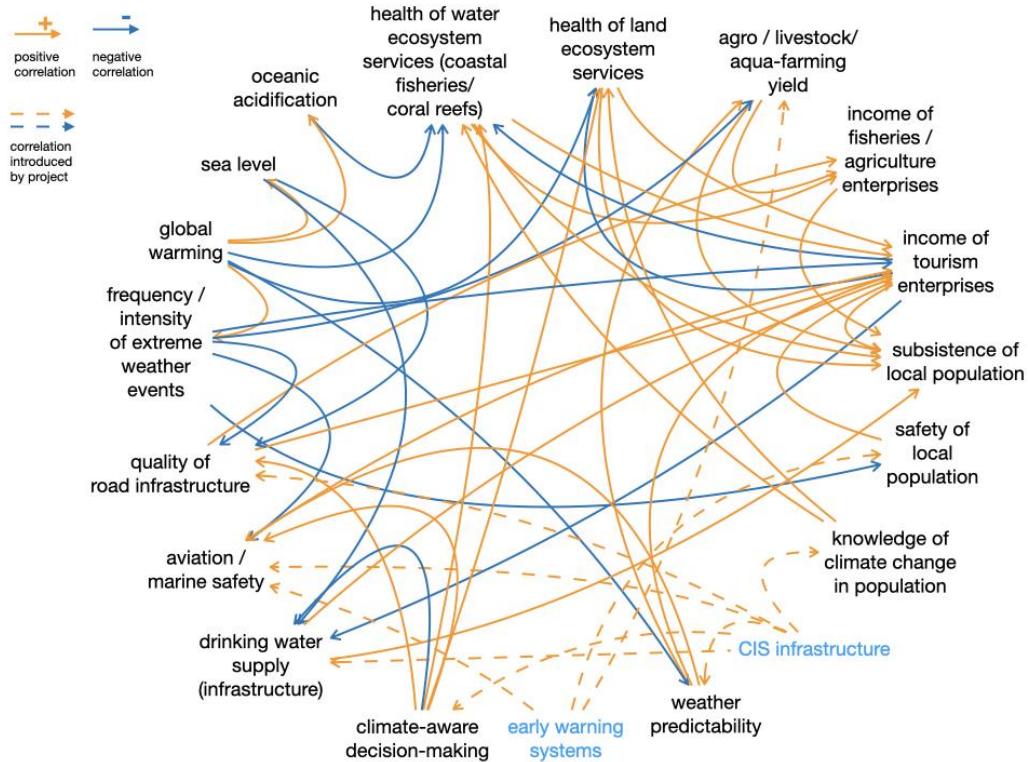 +
-
positive
correlation
negative
correlation
correlation
introduced
by project
oceanic
acidification
health of water
ecosystem
services (coastal
fisheries/
coral reefs)
health of land
ecosystem
services
agro / livestock/
aqua-farming
yield
income of
fisheries /
agriculture
enterprises
sea level
global
warming
income of
tourism
enterprises
frequency /
intensity
of extreme
weather
events
subsistence of
local population
safety of
local
population
quality of
road infrastructure
knowledge of
climate change
in population
aviation /
marine safety
drinking water
supply
(infrastructure)
CIS infrastructure
climate-aware
decision-making
early warning
systems
weather
predictability